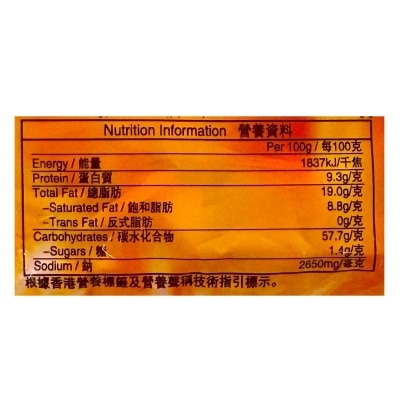 Nutrition Information 營養資料
Per 100g / 每100克
Energy / 能量 1837kJ/千焦
Protein / 蛋白質 9.3g/克
Total Fat / 總脂肪 19.0g/克
–Saturated Fat / 飽和脂肪 8.8g/克
–Trans Fat / 反式脂肪 0g/克
Carbohydrates / 碳水化合物 57.7g/克
–Sugars / 糖 1.4g/克
Sodium / 鈉 2650mg/毫克
根據香港營養標籤及營養聲稱技術指引標示。